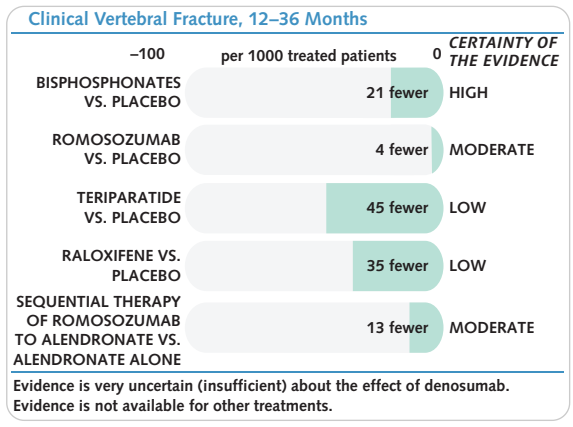 Clinical Vertebral Fracture, 12–36 Months
–100 per 1000 treated patients 0 CERTAINTY OF
THE EVIDENCE
BISPHOSPHONATES
VS. PLACEBO
21 fewer HIGH
ROMOSOZUMAB
VS. PLACEBO
4 fewer MODERATE
TERIPARATIDE
VS. PLACEBO
45 fewer LOW
RALOXIFENE VS.
PLACEBO
35 fewer LOW
SEQUENTIAL THERAPY
OF ROMOSOZUMAB
TO ALENDRONATE VS.
ALENDRONATE ALONE
13 fewer MODERATE
Evidence is very uncertain (insufficient) about the effect of denosumab.
Evidence is not available for other treatments.